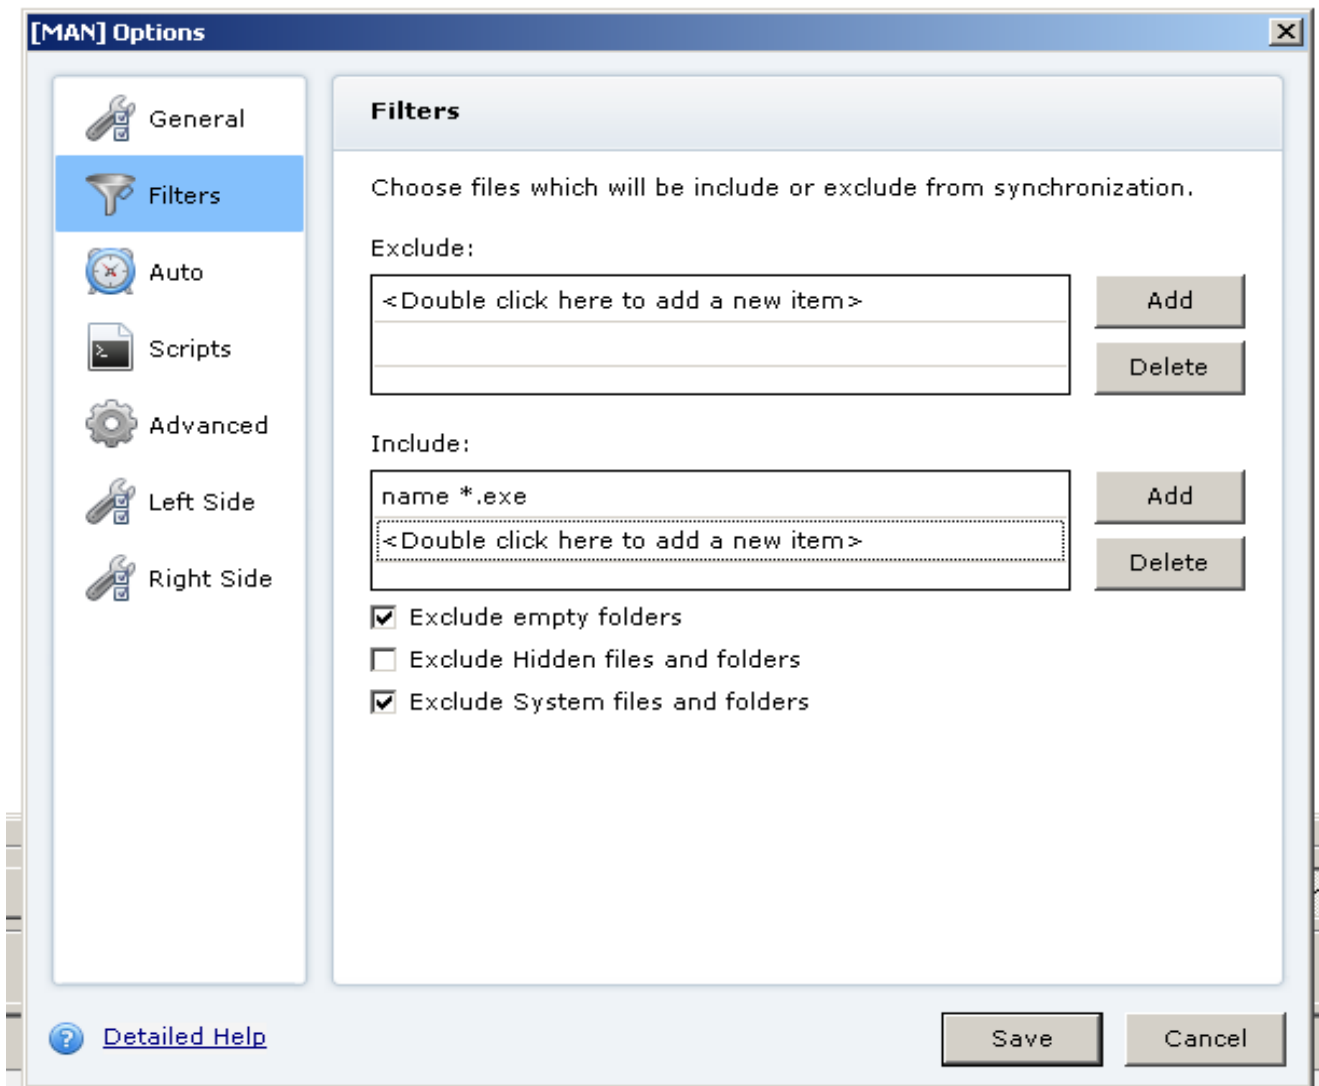 [MAN] Options
General
Filters
Auto
Scripts
Advanced
Left Side
Right Side
Filters
Choose files which will be include or exclude from synchronization.
Exclude:
<Double click here to add a new item>
Add
Delete
Include:
name *.exe
<Double click here to add a new item>
Add
Delete
Exclude empty folders
Exclude Hidden files and folders
Exclude System files and folders
Detailed Help
Save
Cancel